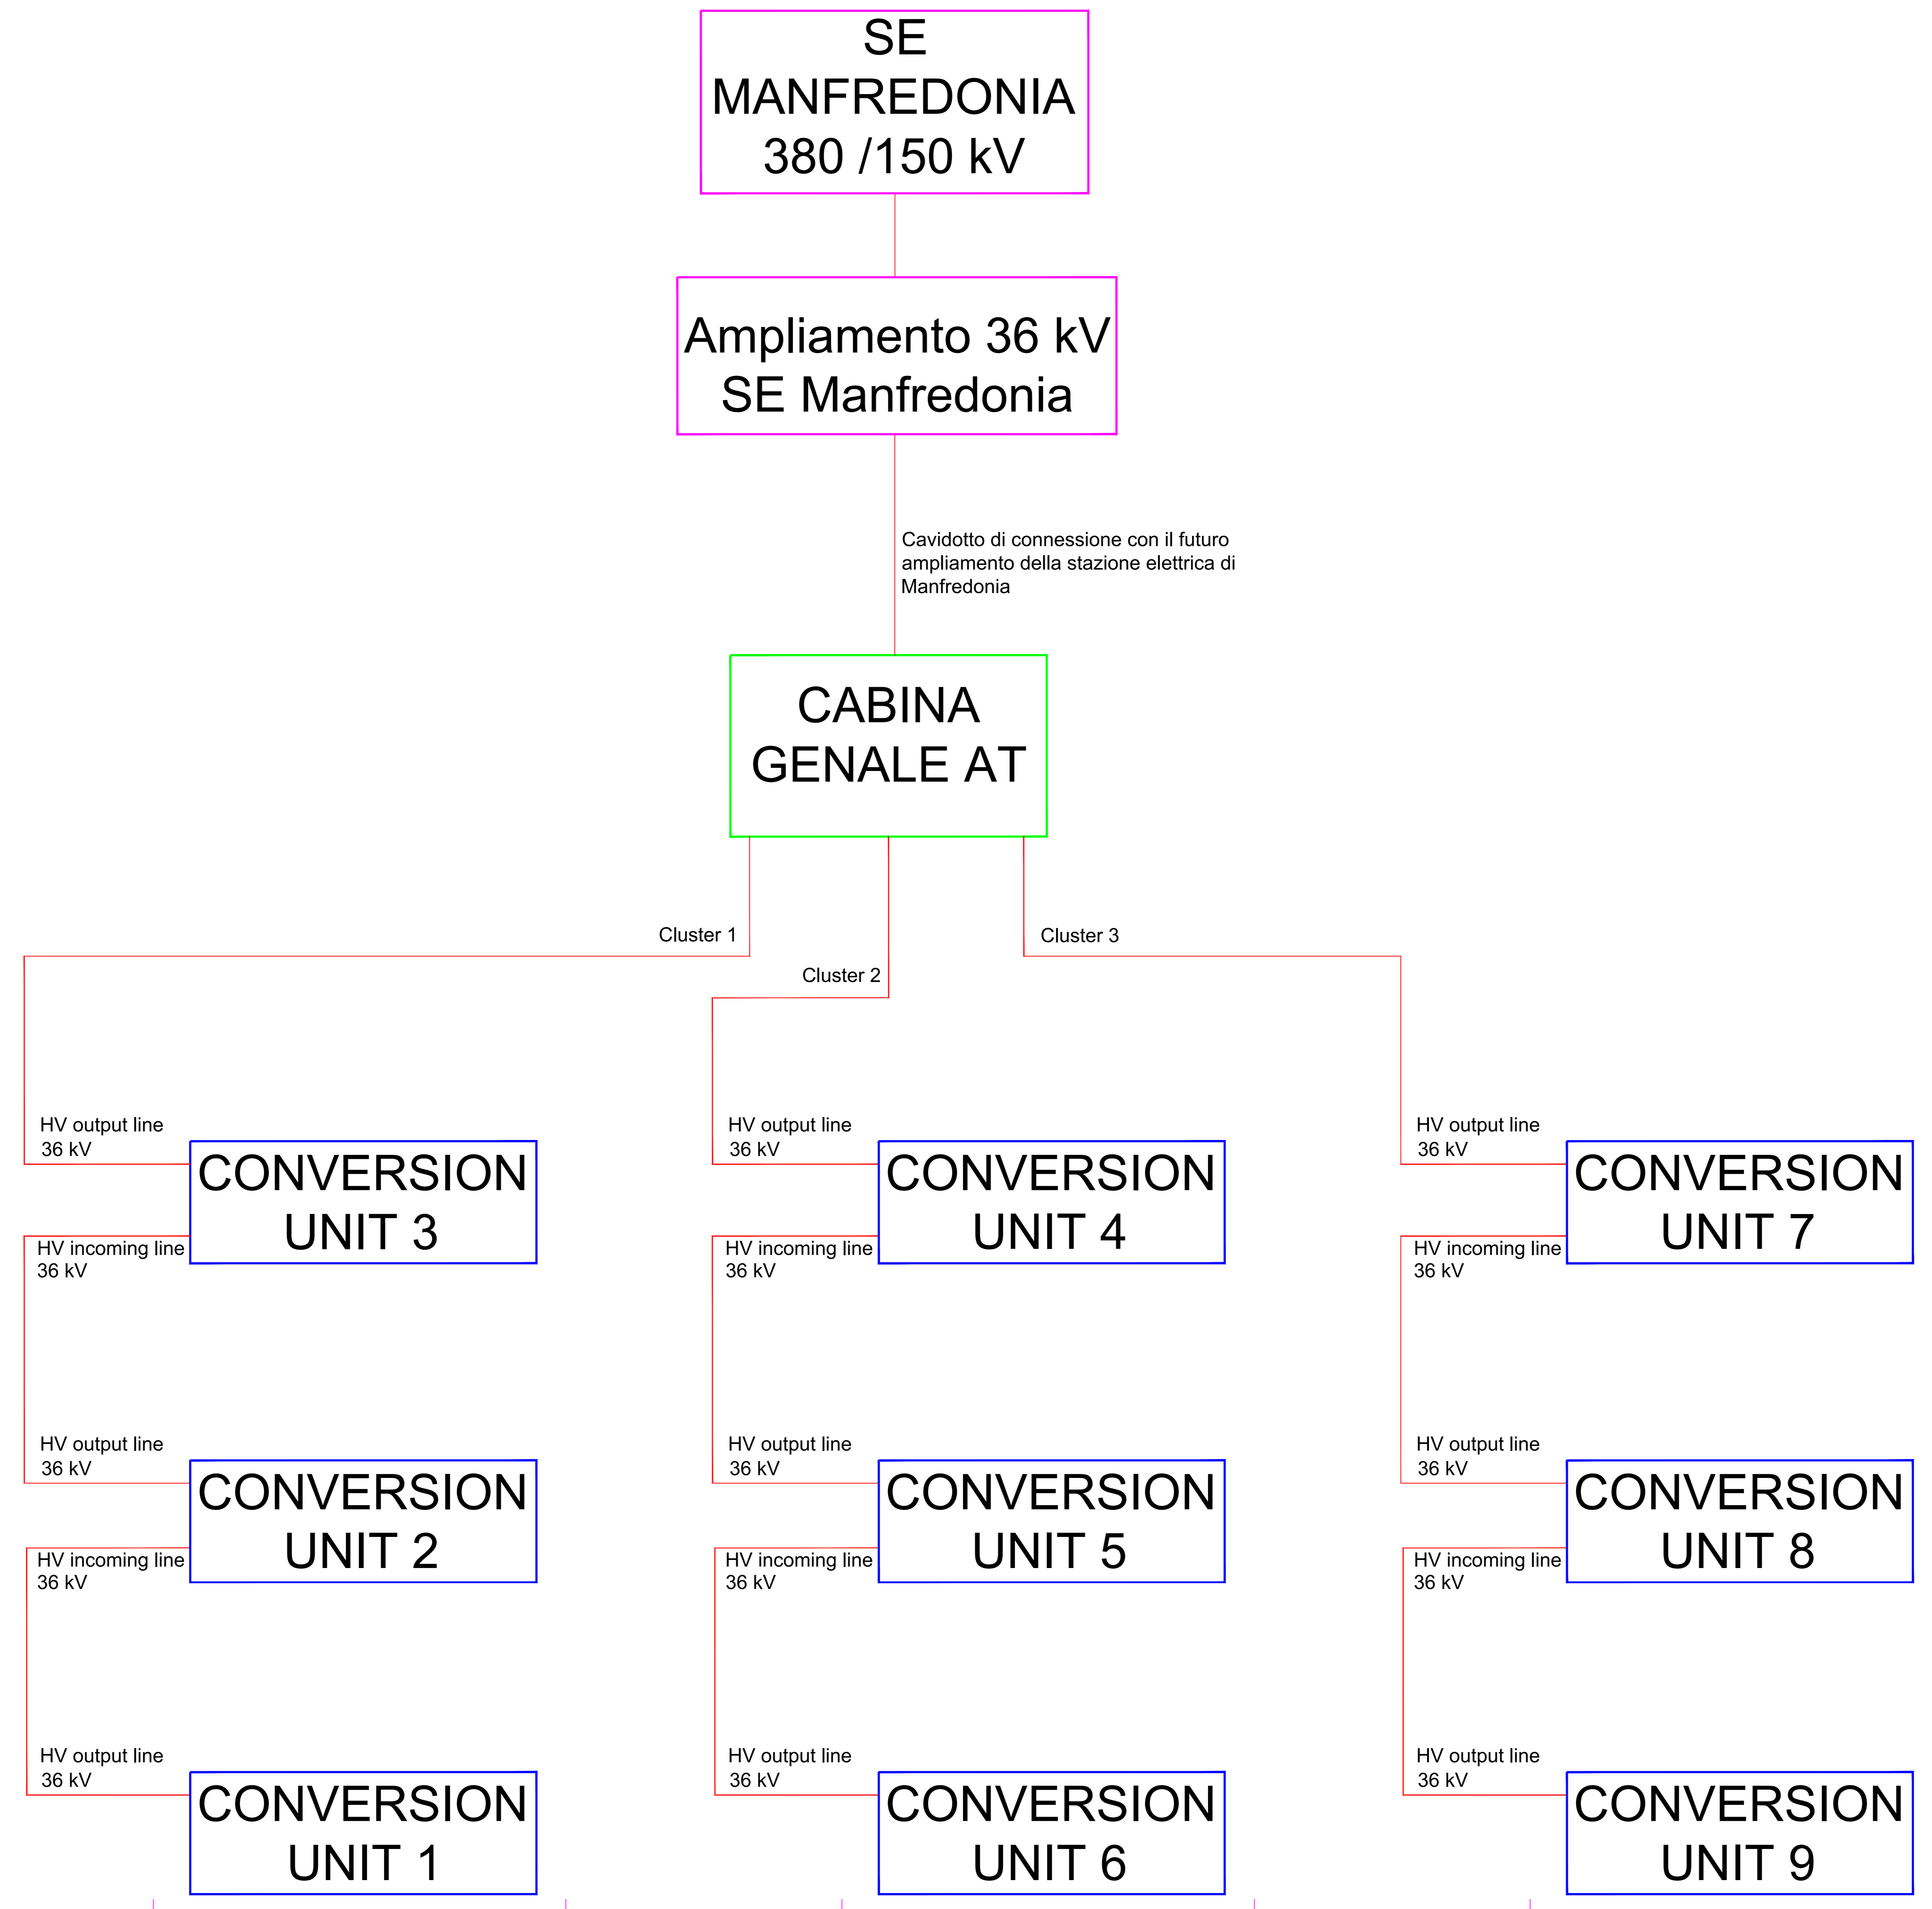 SE
MANFREDONIA
380 /150 kV
Ampliamento 36 kV
SE Manfredonia
Cavidotto di connessione con il futuro
ampliamento della stazione elettrica di
Manfredonia
CABINA
GENALE AT
Cluster 1
Cluster 2
Cluster 3
HV output line
36 kV
CONVERSION
UNIT 3
HV incoming line
36 kV
HV output line
36 kV
CONVERSION
UNIT 4
HV incoming line
36 kV
HV output line
36 kV
CONVERSION
UNIT 7
HV incoming line
36 kV
HV output line
36 kV
CONVERSION
UNIT 2
HV incoming line
36 kV
HV output line
36 kV
CONVERSION
UNIT 5
HV incoming line
36 kV
HV output line
36 kV
CONVERSION
UNIT 8
HV incoming line
36 kV
HV output line
36 kV
CONVERSION
UNIT 1
HV output line
36 kV
CONVERSION
UNIT 6
HV output line
36 kV
CONVERSION
UNIT 9